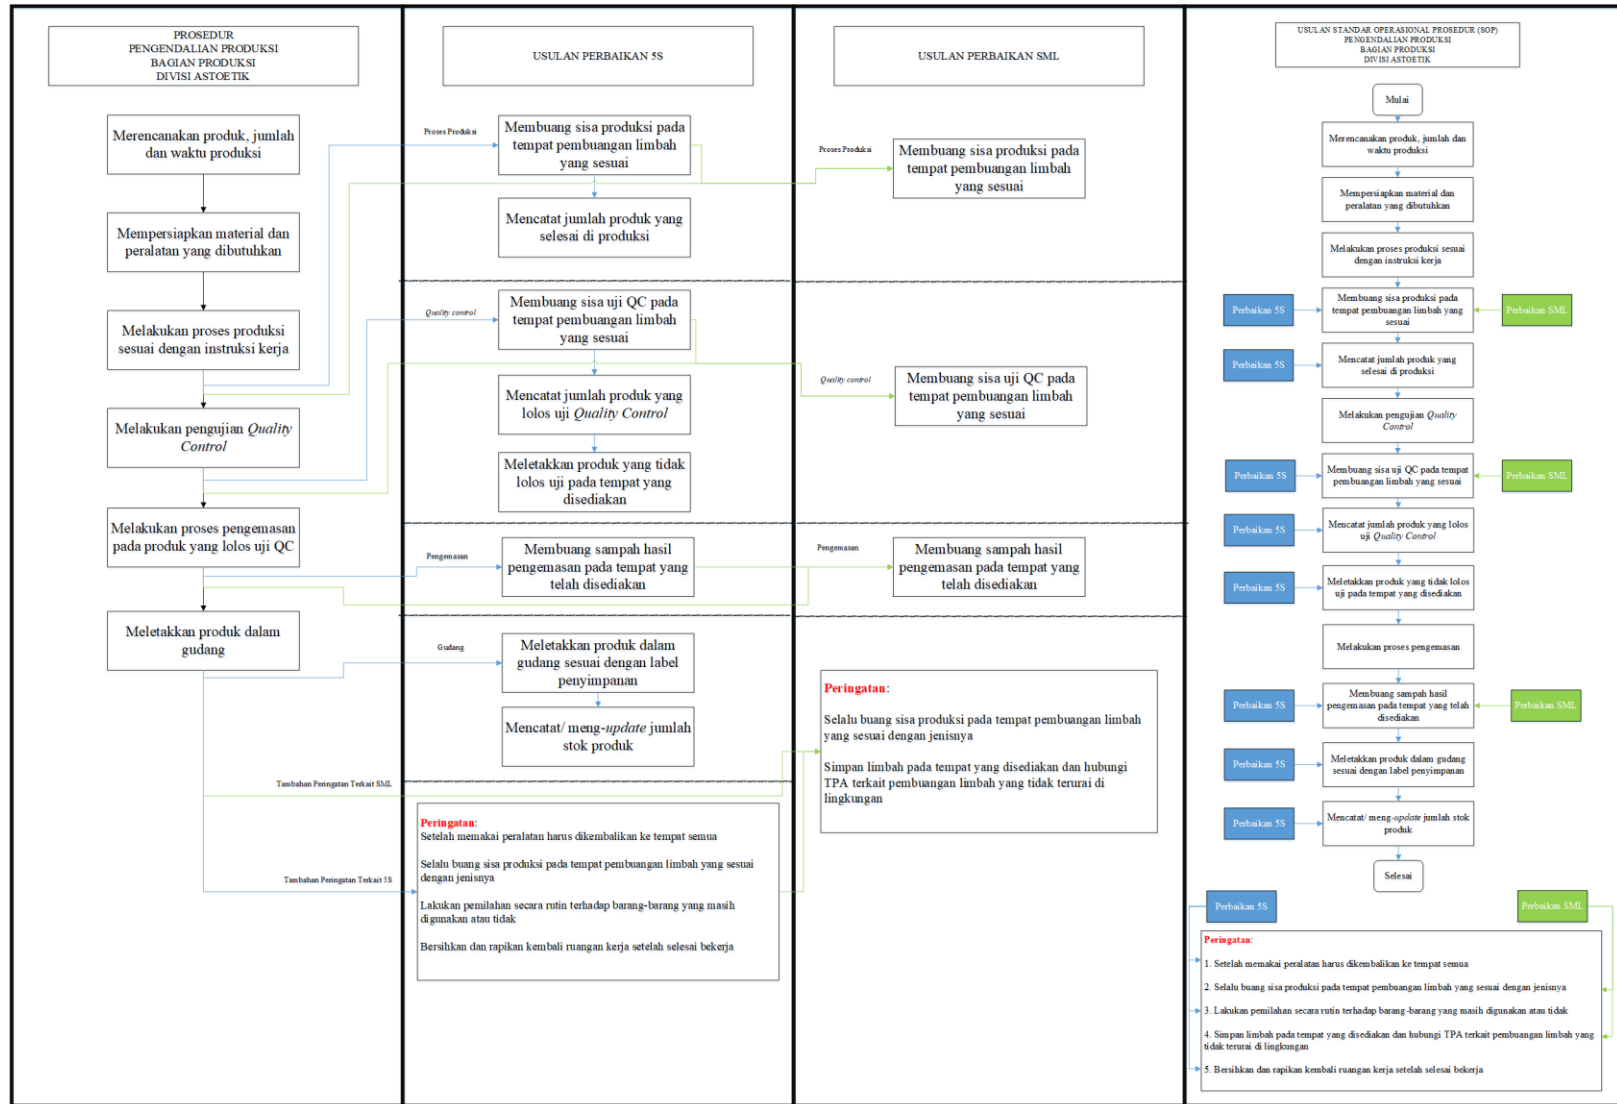 PROSEDUR
PENGENDALIAN PRODUKSI
BAGIAN PRODUKSI
DIVISI ASTOETIK
Merencanakan produk, jumlah
dan waktu produksi
Mempersiapkan material dan
peralatan yang dibutuhkan
Melakukan proses produksi
sesuai dengan instruksi kerja
Melakukan pengujian Quality
Control
Melakukan proses pengemasan
pada produk yang lolos uji QC
Meletakkan produk dalam
gudang
Tambahan Peringatan Terkait SML
Tambahan Peringatan Terkait 5S
USULAN PERBAIKAN 5S
Proses Produksi
Membuang sisa produksi pada
tempat pembuangan limbah
yang sesuai
Mencatat jumlah produk yang
selesai di produksi
Quality control
Membuang sisa uji QC pada
tempat pembuangan limbah
yang sesuai
Mencatat jumlah produk yang
lolos uji Quality Control
Meletakkan produk yang tidak
lolos uji pada tempat yang
disediakan
Pengemasan
Membuang sampah hasil
pengemasan pada tempat yang
telah disediakan
Gudang
Meletakkan produk dalam
gudang sesuai dengan label
penyimpanan
Mencatat/ meng-update jumlah
stok produk
Peringatan:
Setelah memakai peralatan harus dikembalikan ke tempat semua
Selalu buang sisa produksi pada tempat pembuangan limbah yang sesuai
dengan jenisnya
Lakukan pemilahan secara rutin terhadap barang-barang yang masih
digunakan atau tidak
Bersihkan dan rapikan kembali ruangan kerja setelah selesai bekerja
USULAN PERBAIKAN SML
Proses Produksi
Membuang sisa produksi pada
tempat pembuangan limbah
yang sesuai
Quality control
Membuang sisa uji QC pada
tempat pembuangan limbah
yang sesuai
Pengemasan
Membuang sampah hasil
pengemasan pada tempat yang
telah disediakan
Peringatan:
Selalu buang sisa produksi pada tempat pembuangan limbah
yang sesuai dengan jenisnya
Simpan limbah pada tempat yang disediakan dan hubungi
TPA terkait pembuangan limbah yang tidak terurai di
lingkungan
USULAN STANDAR OPERASIONAL PROSEDUR (SOP)
PENGENDALIAN PRODUKSI
BAGIAN PRODUKSI
DIVISI ASTOETIK
Mulai
Merencanakan produk, jumlah dan
waktu produksi
Mempersiapkan material dan
peralatan yang dibutuhkan
Melakukan proses produksi sesuai
dengan instruksi kerja
Perbaikan 5S
Membuang sisa produksi pada
tempat pembuangan limbah yang
sesuai
Perbaikan SML
Perbaikan 5S
Mencatat jumlah produk yang
selesai di produksi
Melakukan pengujian Quality
Control
Perbaikan 5S
Membuang sisa uji QC pada tempat
pembuangan limbah yang sesuai
Perbaikan SML
Perbaikan 5S
Mencatat jumlah produk yang lolos
uji Quality Control
Perbaikan 5S
Meletakkan produk yang tidak lolos
uji pada tempat yang disediakan
Melakukan proses pengemasan
Perbaikan 5S
Membuang sampah hasil
pengemasan pada tempat yang telah
disediakan
Perbaikan SML
Perbaikan 5S
Meletakkan produk dalam gudang
sesuai dengan label penyimpanan
Perbaikan 5S
Mencatat/ meng-update jumlah stok
produk
Selesai
Perbaikan 5S
Perbaikan SML
Peringatan:
1. Setelah memakai peralatan harus dikembalikan ke tempat semua
2. Selalu buang sisa produksi pada tempat pembuangan limbah yang sesuai dengan jenisnya
3. Lakukan pemilahan secara rutin terhadap barang-barang yang masih digunakan atau tidak
4. Simpan limbah pada tempat yang disediakan dan hubungi TPA terkait pembuangan limbah yang
tidak terurai di lingkungan
5. Bersihkan dan rapikan kembali ruangan kerja setelah selesai bekerja